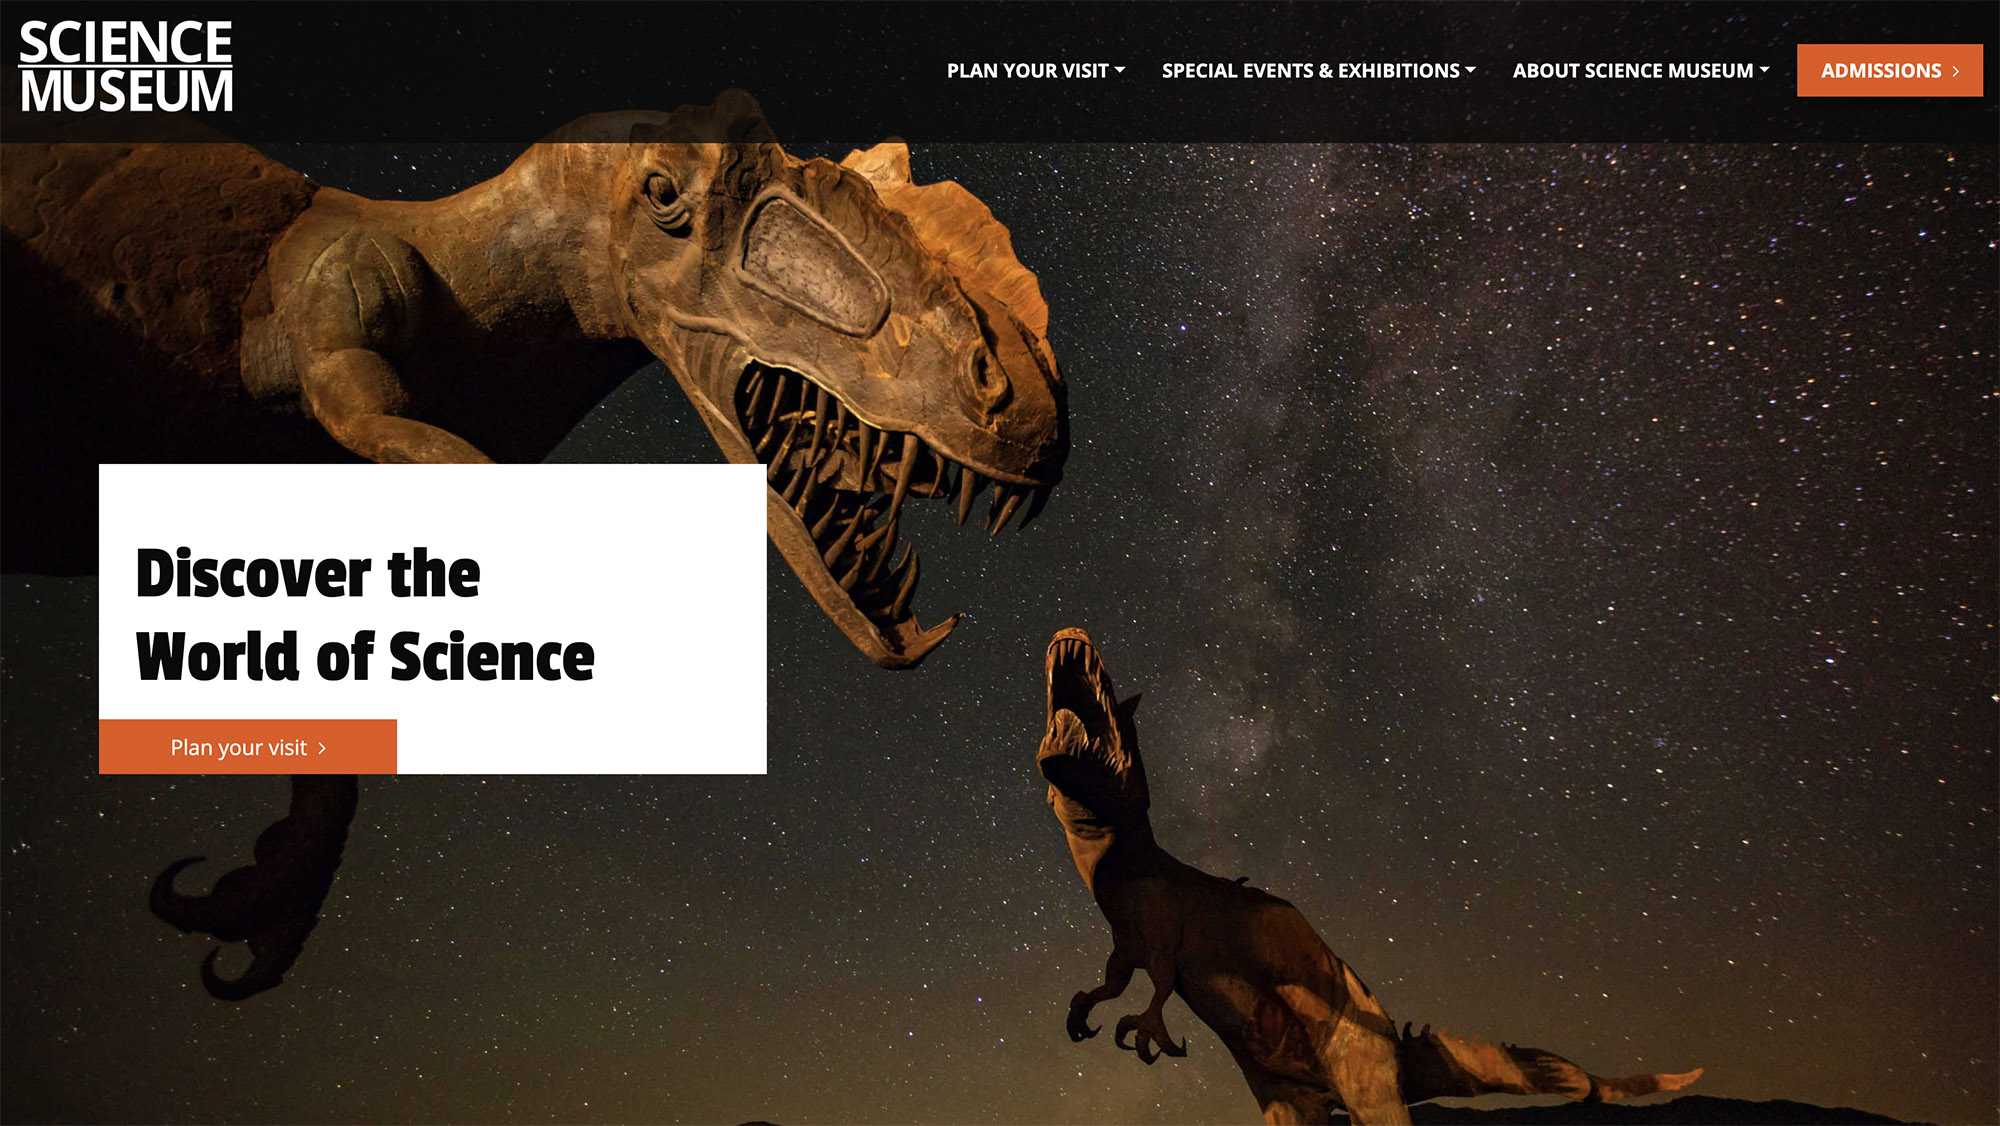 SCIENCE
MUSEUM
PLAN YOUR VISIT
SPECIAL EVENTS & EXHIBITIONS
ABOUT SCIENCE MUSEUM
ADMISSIONS
Discover the
World of Science
Plan your visit